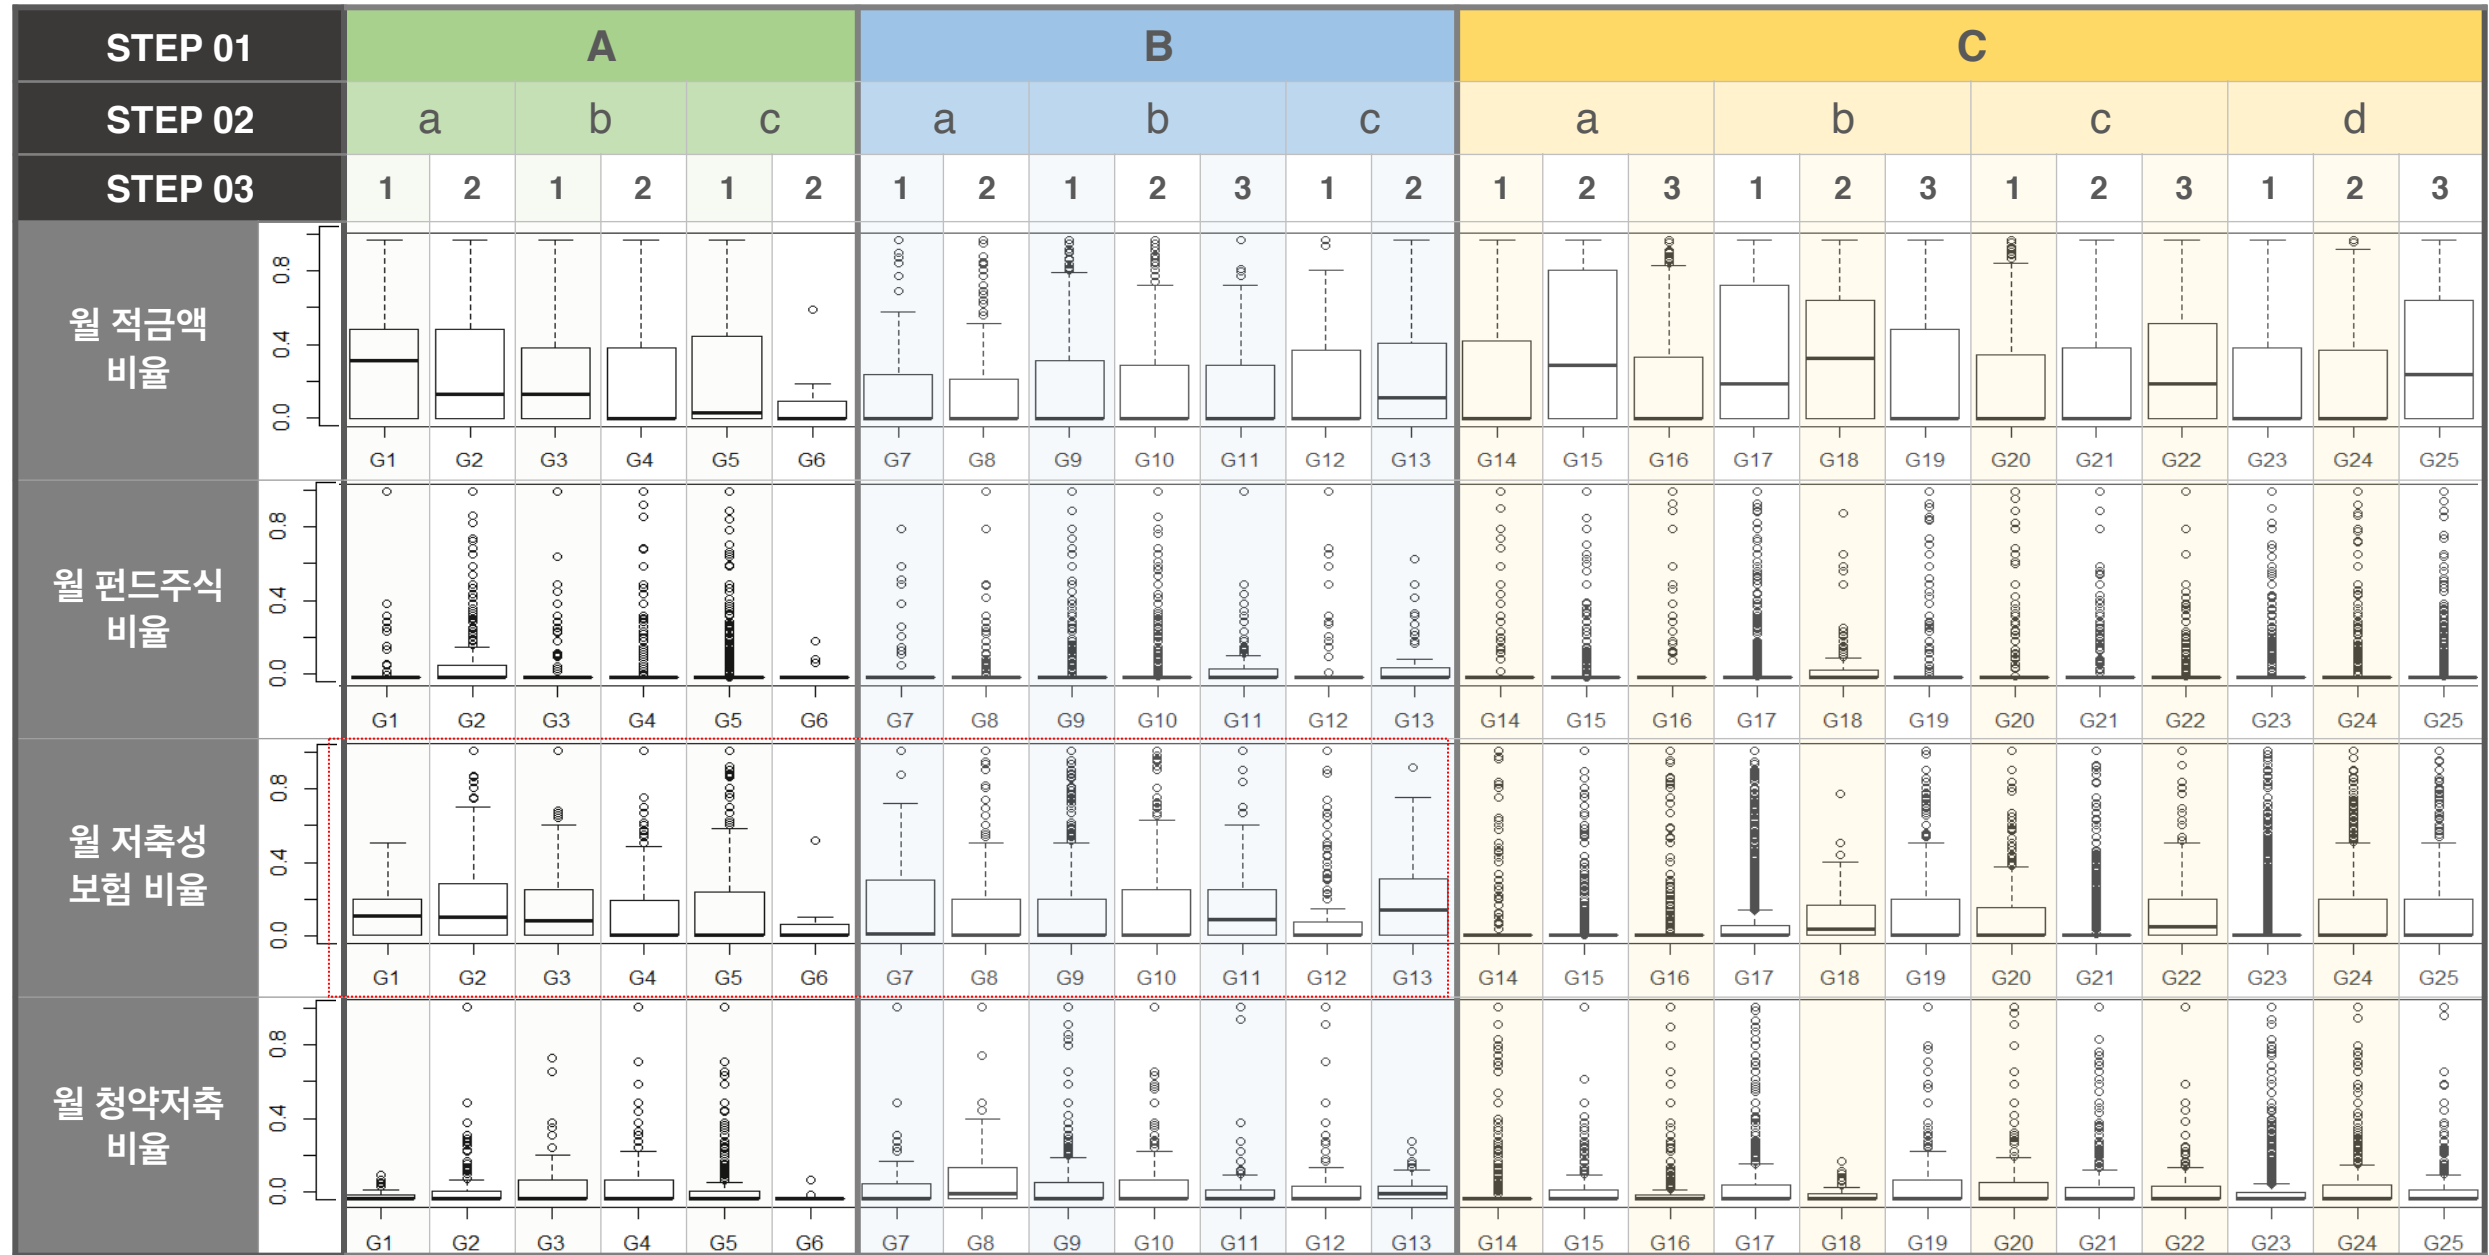 STEP 01 A B C
STEP 02 a b c a b c a b c d
STEP 03 1 2 1 2 1 2 1 2 1 2 3 1 2 1 2 3 1 2 3 1 2 3 1 2 3
월 적금액
비율
0.0 0.4 0.8
G1 G2 G3 G4 G5 G6 G7 G8 G9 G10 G11 G12 G13 G14 G15 G16 G17 G18 G19 G20 G21 G22 G23 G24 G25
월 펀드주식
비율
0.0 0.4 0.8
G1 G2 G3 G4 G5 G6 G7 G8 G9 G10 G11 G12 G13 G14 G15 G16 G17 G18 G19 G20 G21 G22 G23 G24 G25
월 저축성
보험 비율
0.0 0.4 0.8
G1 G2 G3 G4 G5 G6 G7 G8 G9 G10 G11 G12 G13 G14 G15 G16 G17 G18 G19 G20 G21 G22 G23 G24 G25
월 청약저축
비율
0.0 0.4 0.8
G1 G2 G3 G4 G5 G6 G7 G8 G9 G10 G11 G12 G13 G14 G15 G16 G17 G18 G19 G20 G21 G22 G23 G24 G25